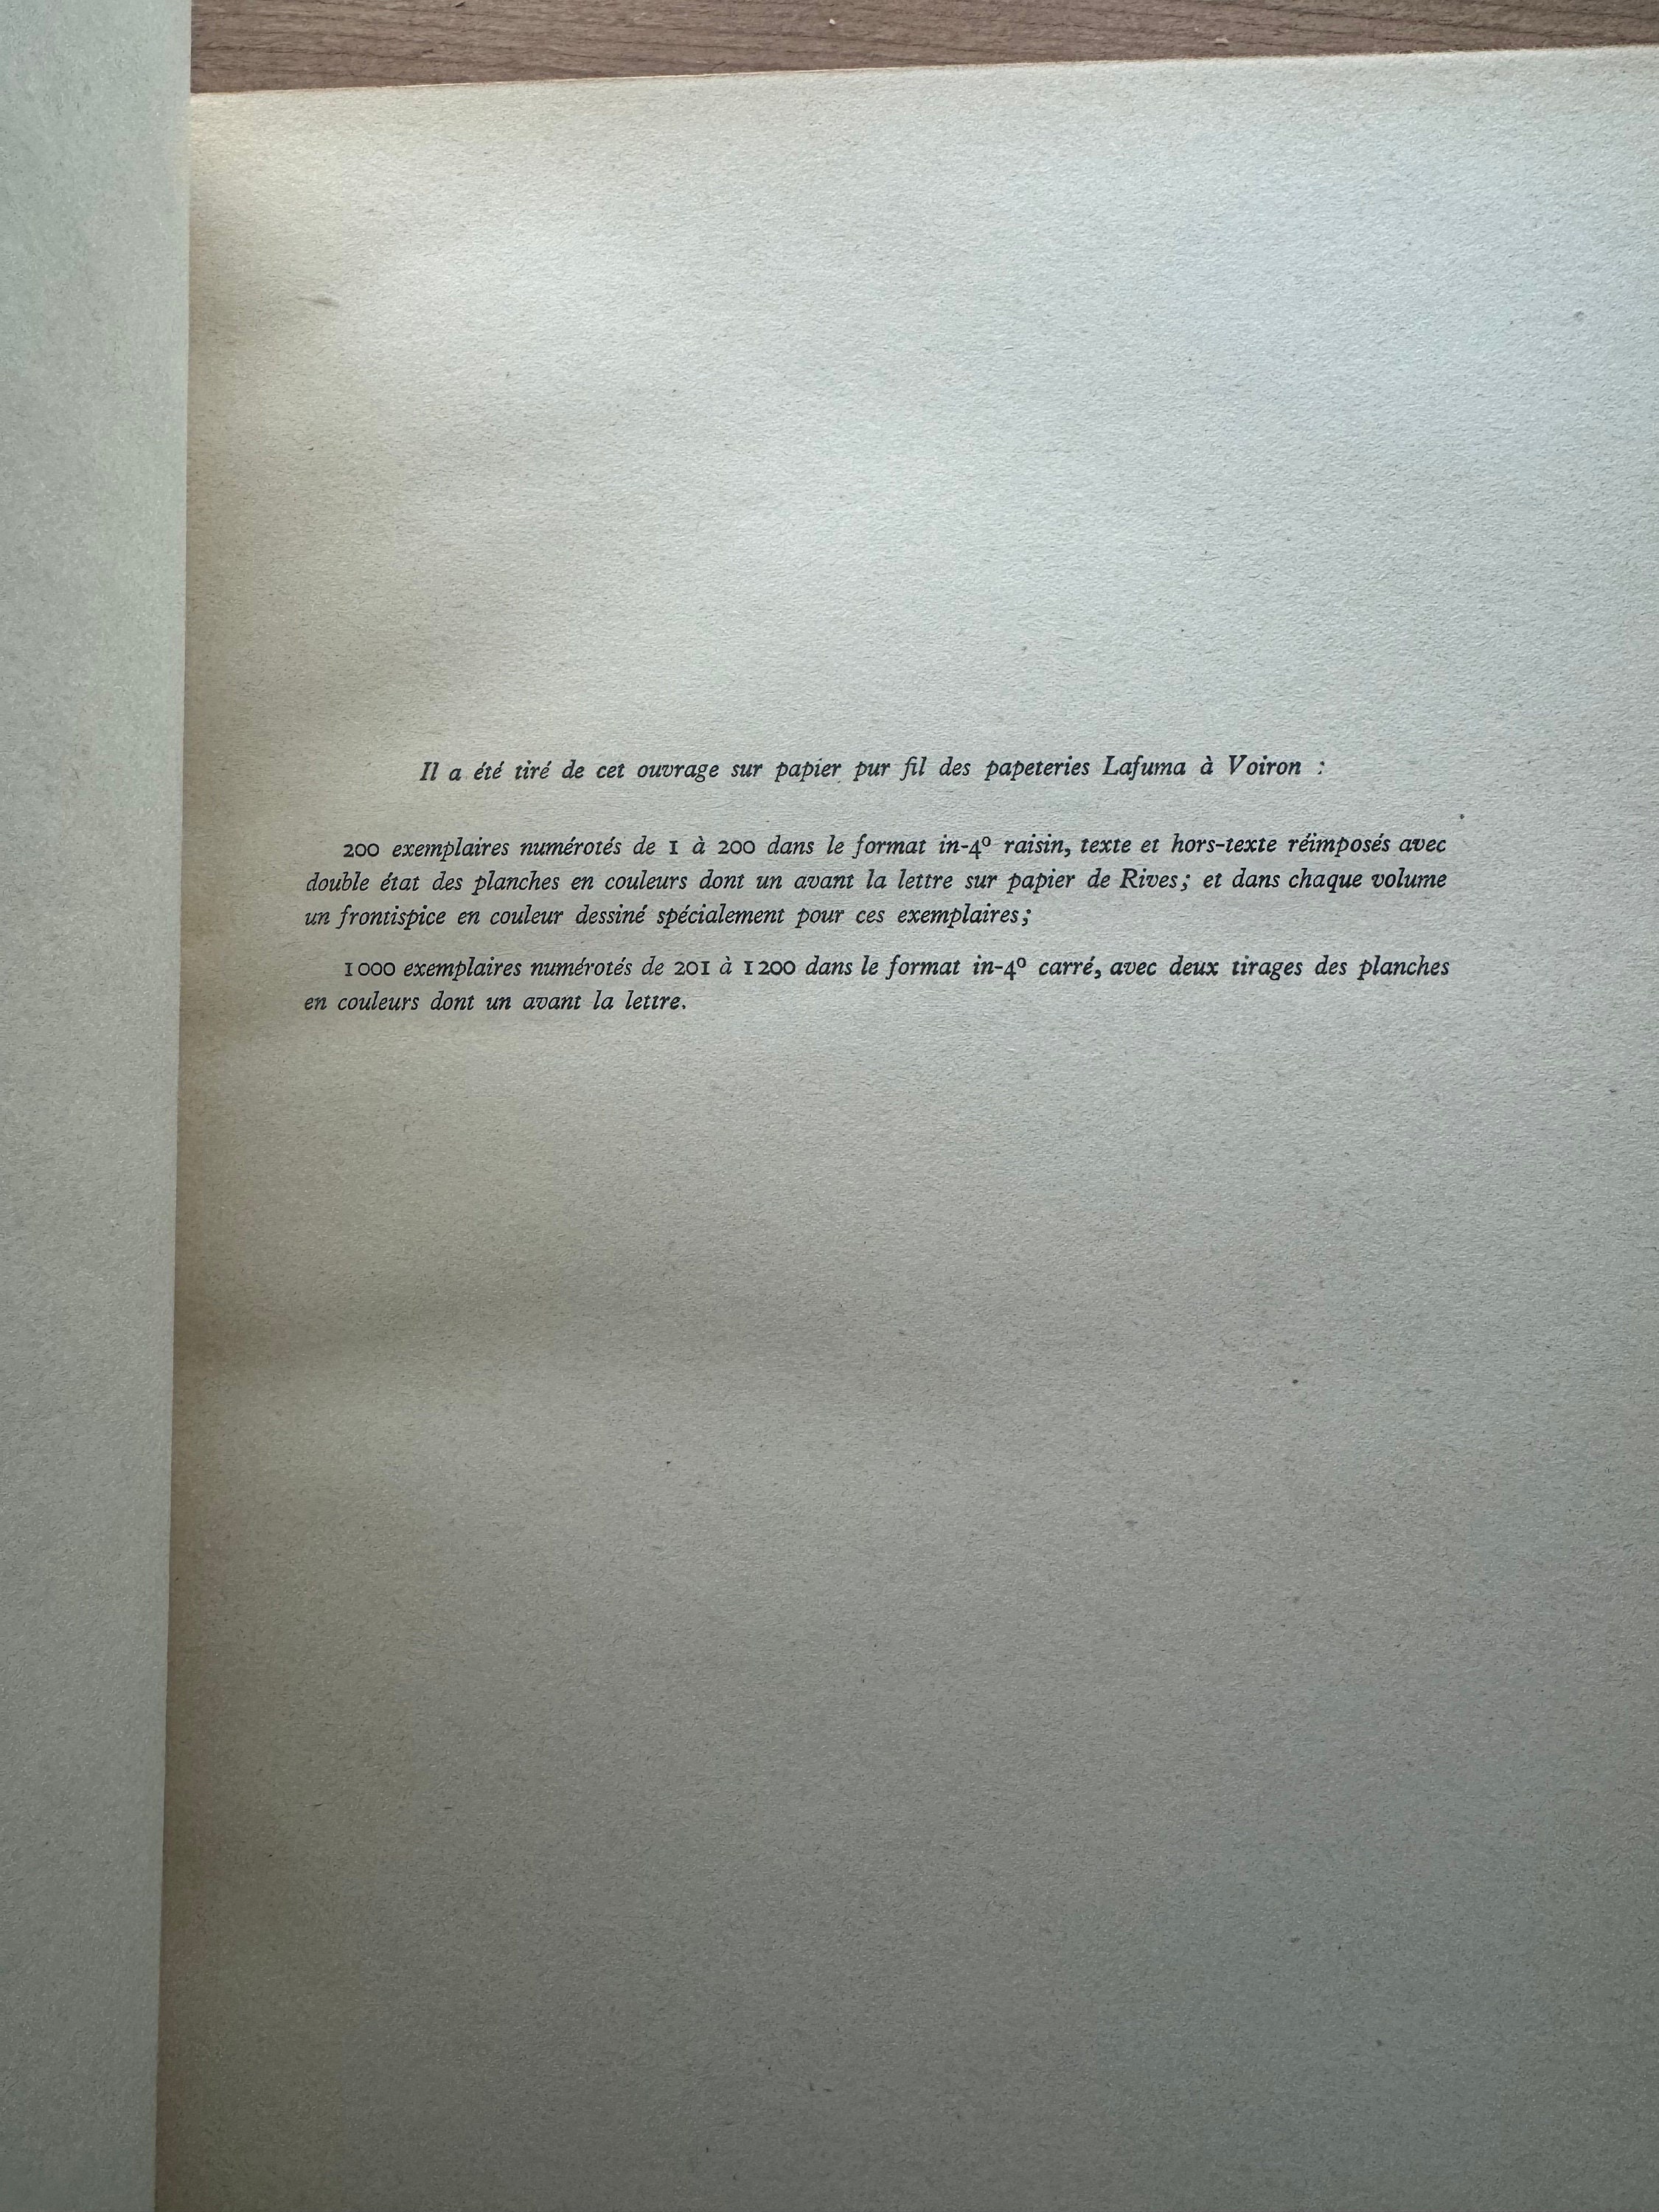 Il a été tiré de cet ouvrage sur papier pur fil des papeteries Lafuma à Voiron :
200 exemplaires numérotés de 1 à 200 dans le format in-4º raisin, texte et hors-texte réimposés avec
double état des planches en couleurs dont un avant la lettre sur papier de Rives; et dans chaque volume
un frontispice en couleur dessiné spécialement pour ces exemplaires;
1000 exemplaires numérotés de 201 à 1200 dans le format in-4º carré, avec deux tirages des planches
en couleurs dont un avant la lettre.